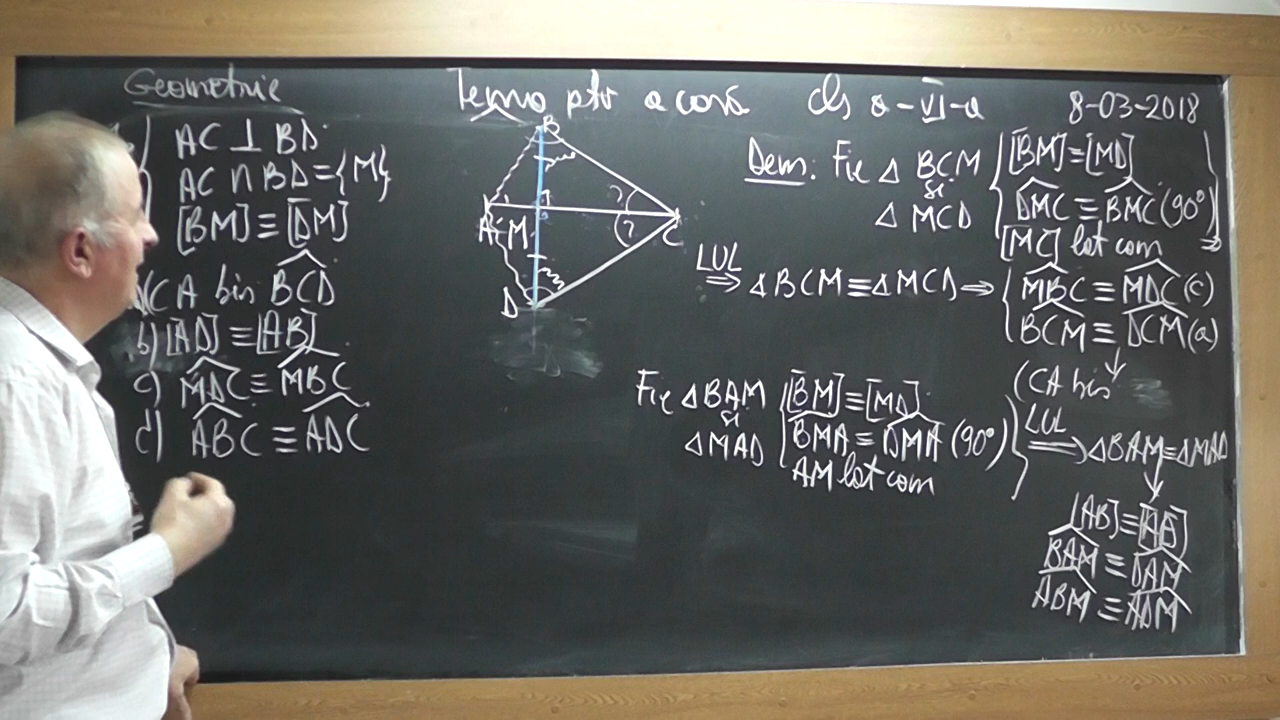 Geometrie
Tema ptr acasă cls a-VI-a 8-03-2018
) AC ⊥ BD
AC ∩ BD = {M}
[BM] ≡ [DM]
(CA bis BCD
b) [AD] ≡ [AB]
c) MDC ≡ MBC
d) ABC ≡ ADC
B
A M C
D
? ?
Dem: Fie △ BCM
și
△ MCD
[BM] ≡ [MD]
DMC ≡ BMC (90°)
[MC] lat com ⇒
LUL
⇒ △BCM ≡ △MCD ⇒
MBC ≡ MDC (c)
BCM ≡ DCM (a)
↓
(CA bis
Fie △BAM
și
△MAD
[BM] ≡ [MD]
BMA ≡ DMA (90°)
AM lat com
LUL
⇒ △BAM ≡ △MAD
↓
[AB] ≡ [AD]
BAM ≡ DAM
ABM ≡ ADM